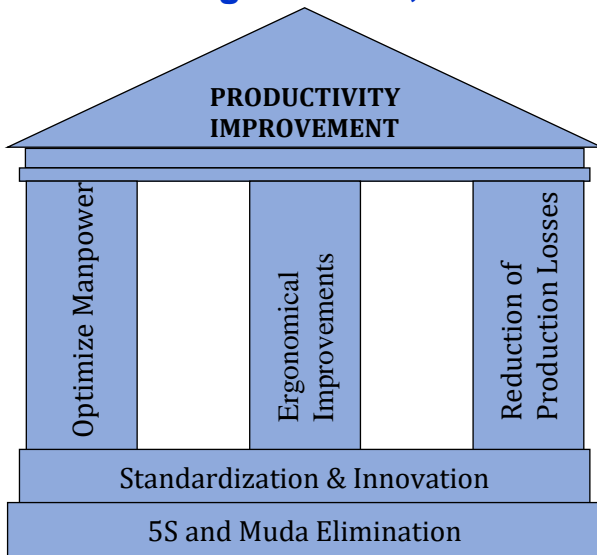 PRODUCTIVITY
IMPROVEMENT
Optimize Manpower
Ergonomical
Improvements
Reduction of
Production Losses
Standardization & Innovation
5S and Muda Elimination